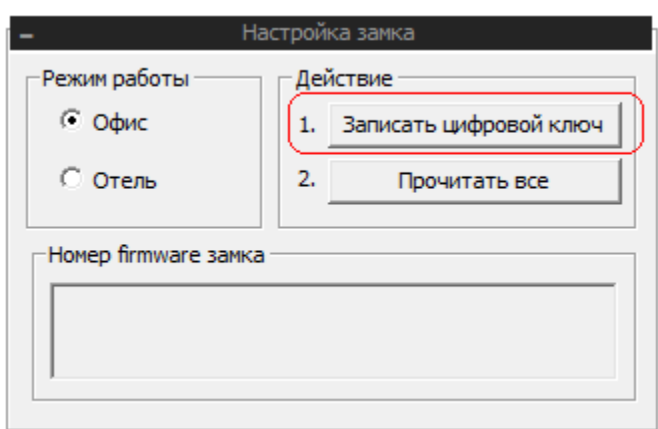 Настройка замка
Режим работы
Офис
Отель
Действие
1. Записать цифровой ключ
2. Прочитать все
Номер firmware замка